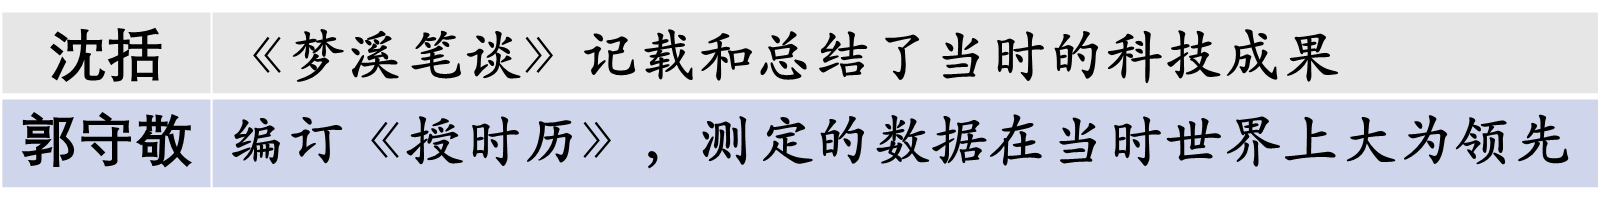 沈括 《梦溪笔谈》记载和总结了当时的科技成果
郭守敬 编订《授时历》，测定的数据在当时世界上大为领先